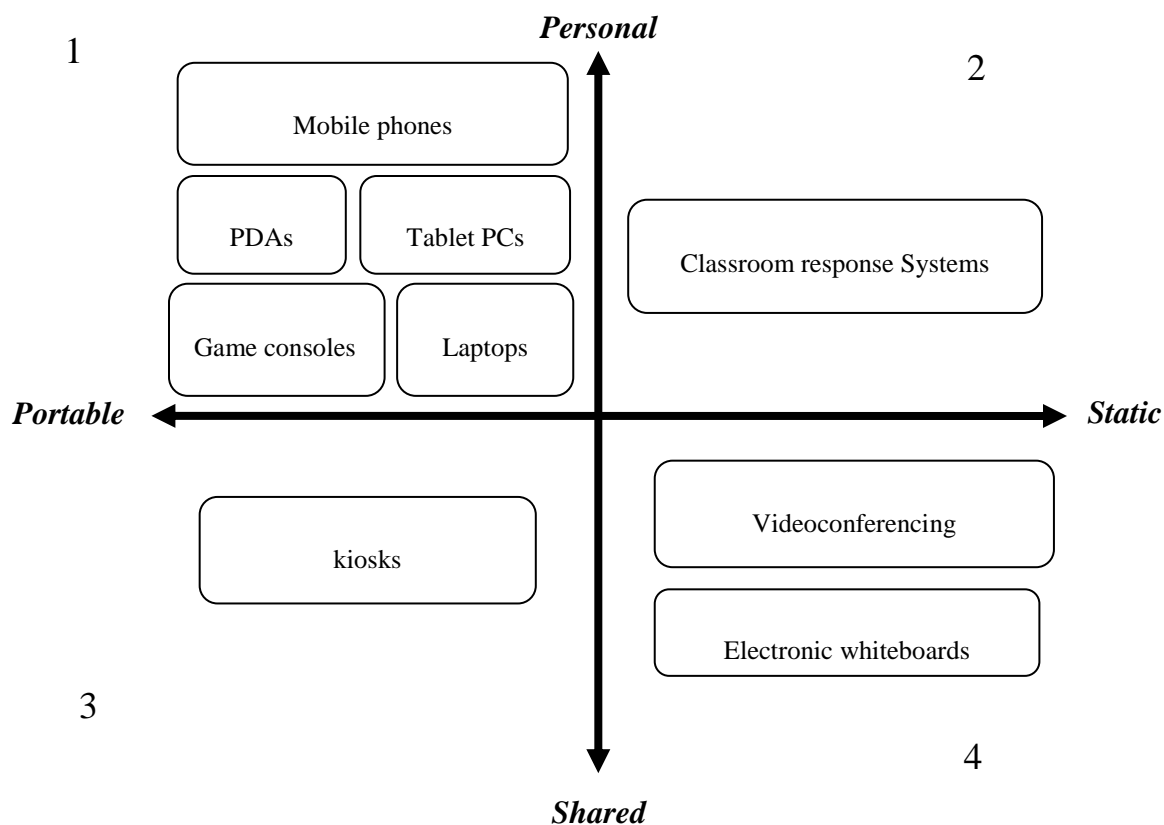 Personal
1
2
Mobile phones
PDAs
Tablet PCs
Classroom response Systems
Game consoles
Laptops
Portable
Static
Videoconferencing
kiosks
Electronic whiteboards
3
4
Shared